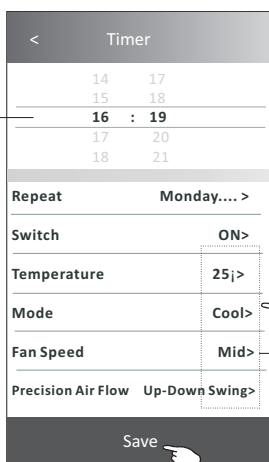 < Timer
14 17
15 18
16 : 19
17 20
18 21
Repeat Monday.... >
Switch ON>
Temperature 25¡>
Mode Cool>
Fan Speed Mid>
Precision Air Flow Up-Down Swing>
Save